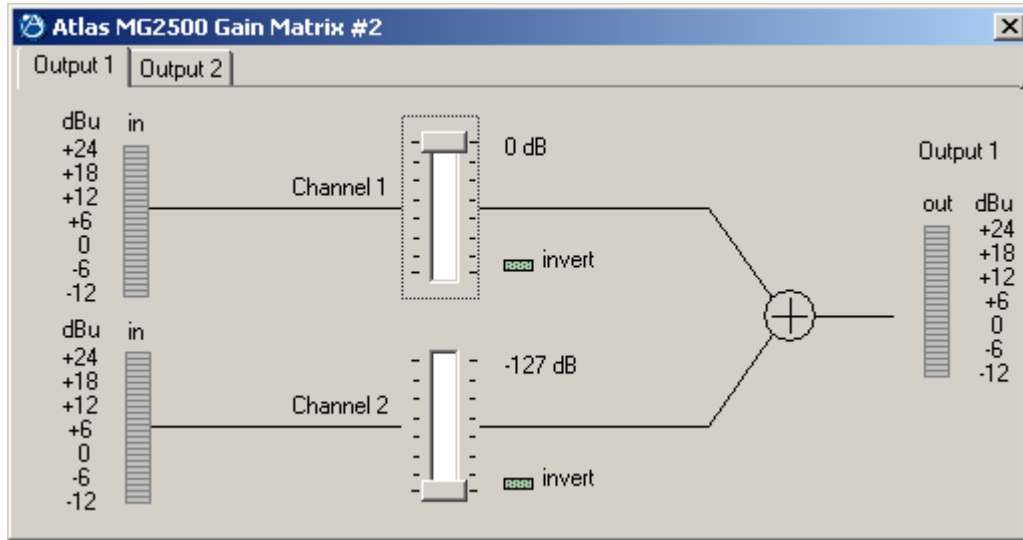 Atlas MG2500 Gain Matrix #2
Output 1
Output 2
dBu in
+24
+18
+12
+6
0
-6
-12
Channel 1
0 dB
invert
Output 1
out dBu
+24
+18
+12
+6
0
-6
-12
dBu in
+24
+18
+12
+6
0
-6
-12
Channel 2
-127 dB
invert